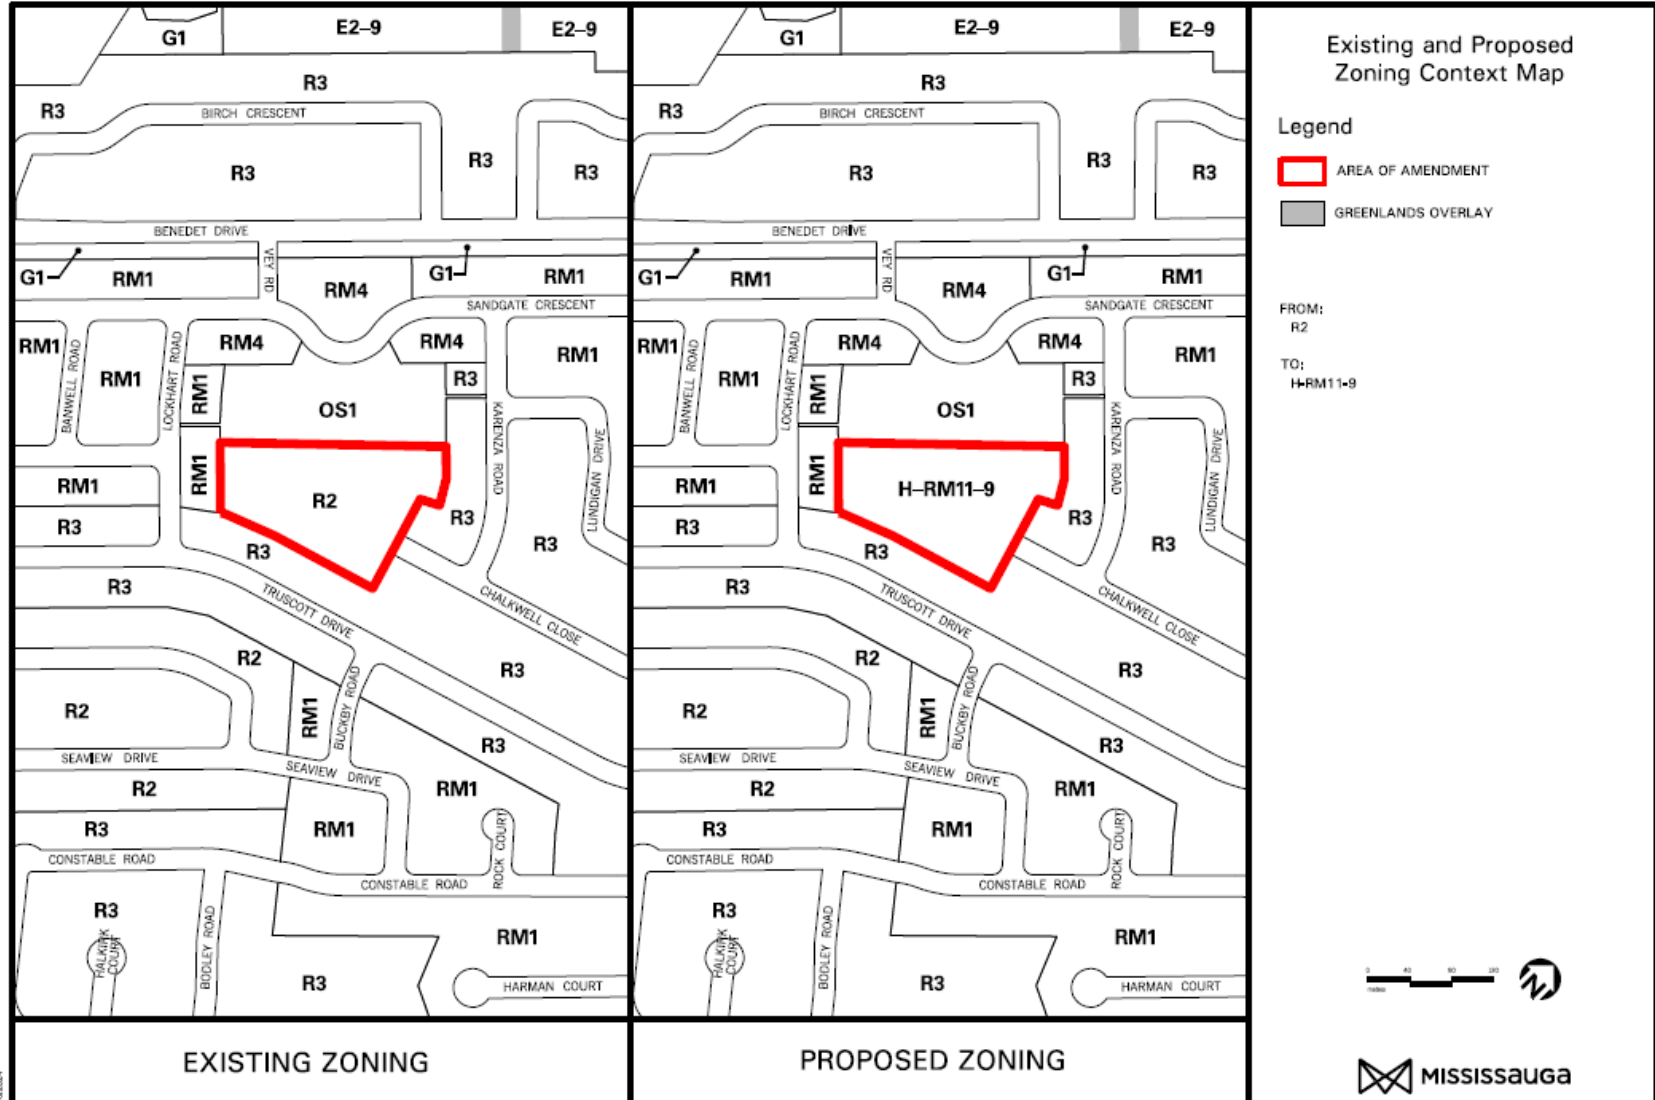 G1
E2–9
E2–9
R3
R3
BIRCH CRESCENT
R3
R3
R3
BENEDET DRIVE
VEY RD
G1
RM1
RM4
G1
RM1
SANDGATE CRESCENT
RM1
BANWELL ROAD
RM1
LOCKHART ROAD
RM4
RM4
RM1
RM1
R3
OS1
KARENZA ROAD
LUNDIGAN DRIVE
RM1
RM1
R2
R3
R3
R3
R3
R3
TRUSCOTT DRIVE
CHALKWELL CLOSE
R2
R3
RM1
BUCKBY ROAD
R2
R3
SEAVIEW DRIVE
SEAVIEW DRIVE
R2
RM1
R3
RM1
ROCK COURT
CONSTABLE ROAD
CONSTABLE ROAD
R3
HALKIRK COURT
BODLEY ROAD
RM1
R3
HARMAN COURT
EXISTING ZONING
G1
E2–9
E2–9
R3
R3
BIRCH CRESCENT
R3
R3
R3
BENEDET DRIVE
VEY RD
G1
RM1
RM4
G1
RM1
SANDGATE CRESCENT
RM1
BANWELL ROAD
RM1
LOCKHART ROAD
RM4
RM4
RM1
RM1
R3
OS1
KARENZA ROAD
LUNDIGAN DRIVE
RM1
RM1
H–RM11–9
R3
R3
R3
R3
R3
TRUSCOTT DRIVE
CHALKWELL CLOSE
R2
R3
RM1
BUCKBY ROAD
R2
R3
SEAVIEW DRIVE
SEAVIEW DRIVE
R2
RM1
R3
RM1
ROCK COURT
CONSTABLE ROAD
CONSTABLE ROAD
R3
HALKIRK COURT
BODLEY ROAD
RM1
R3
HARMAN COURT
PROPOSED ZONING
Existing and Proposed
Zoning Context Map
Legend
AREA OF AMENDMENT
GREENLANDS OVERLAY
FROM:
R2
TO:
H-RM11-9
MISSISSAUGA